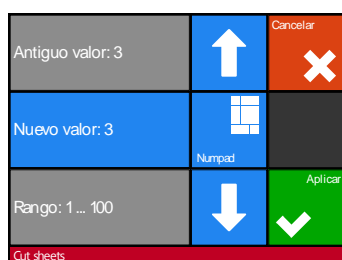 Antiguo valor: 3
Cancelar
Nuevo valor: 3
Numpad
Rango: 1 ... 100
Aplicar
Cut sheets